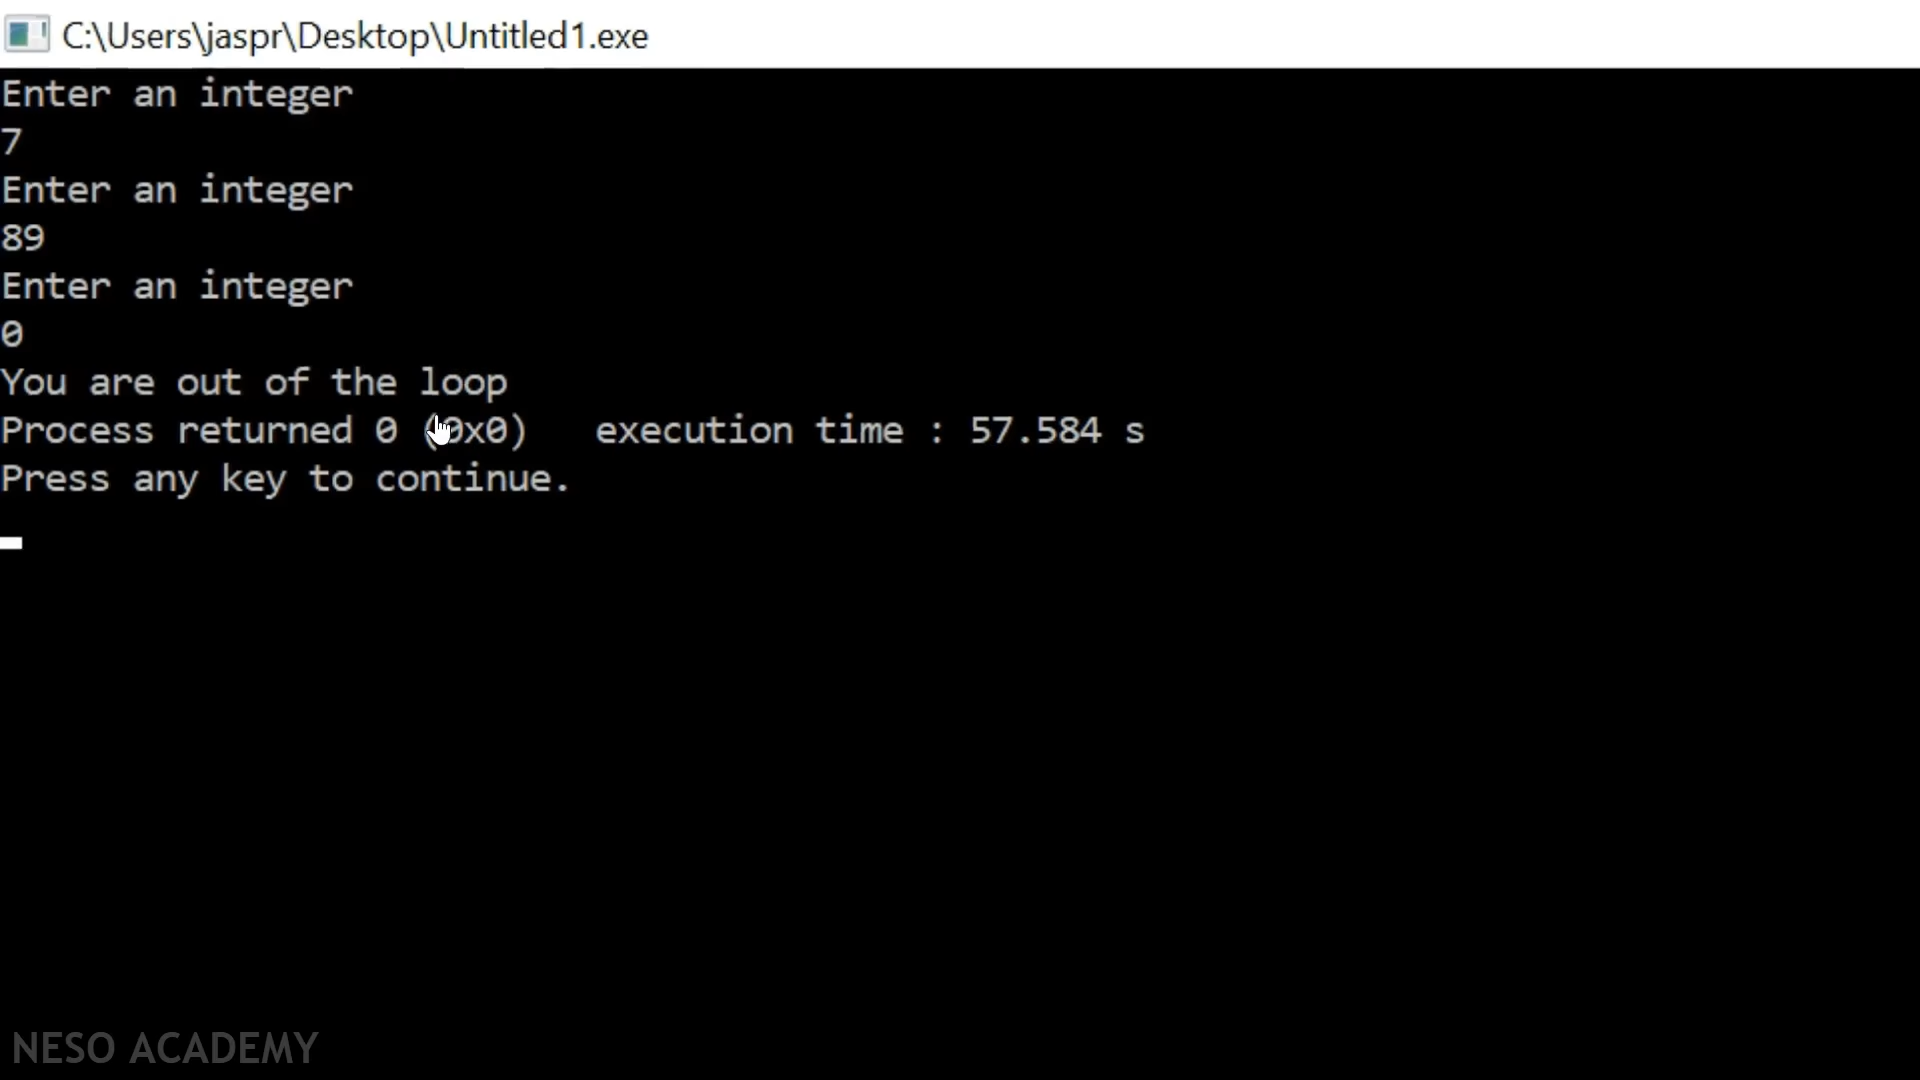 C:\Users\jaspr\Desktop\Untitled1.exe
Enter an integer
7
Enter an integer
89
Enter an integer
0
You are out of the loop
Process returned 0 (0x0)   execution time : 57.584 s
Press any key to continue.
NESO ACADEMY